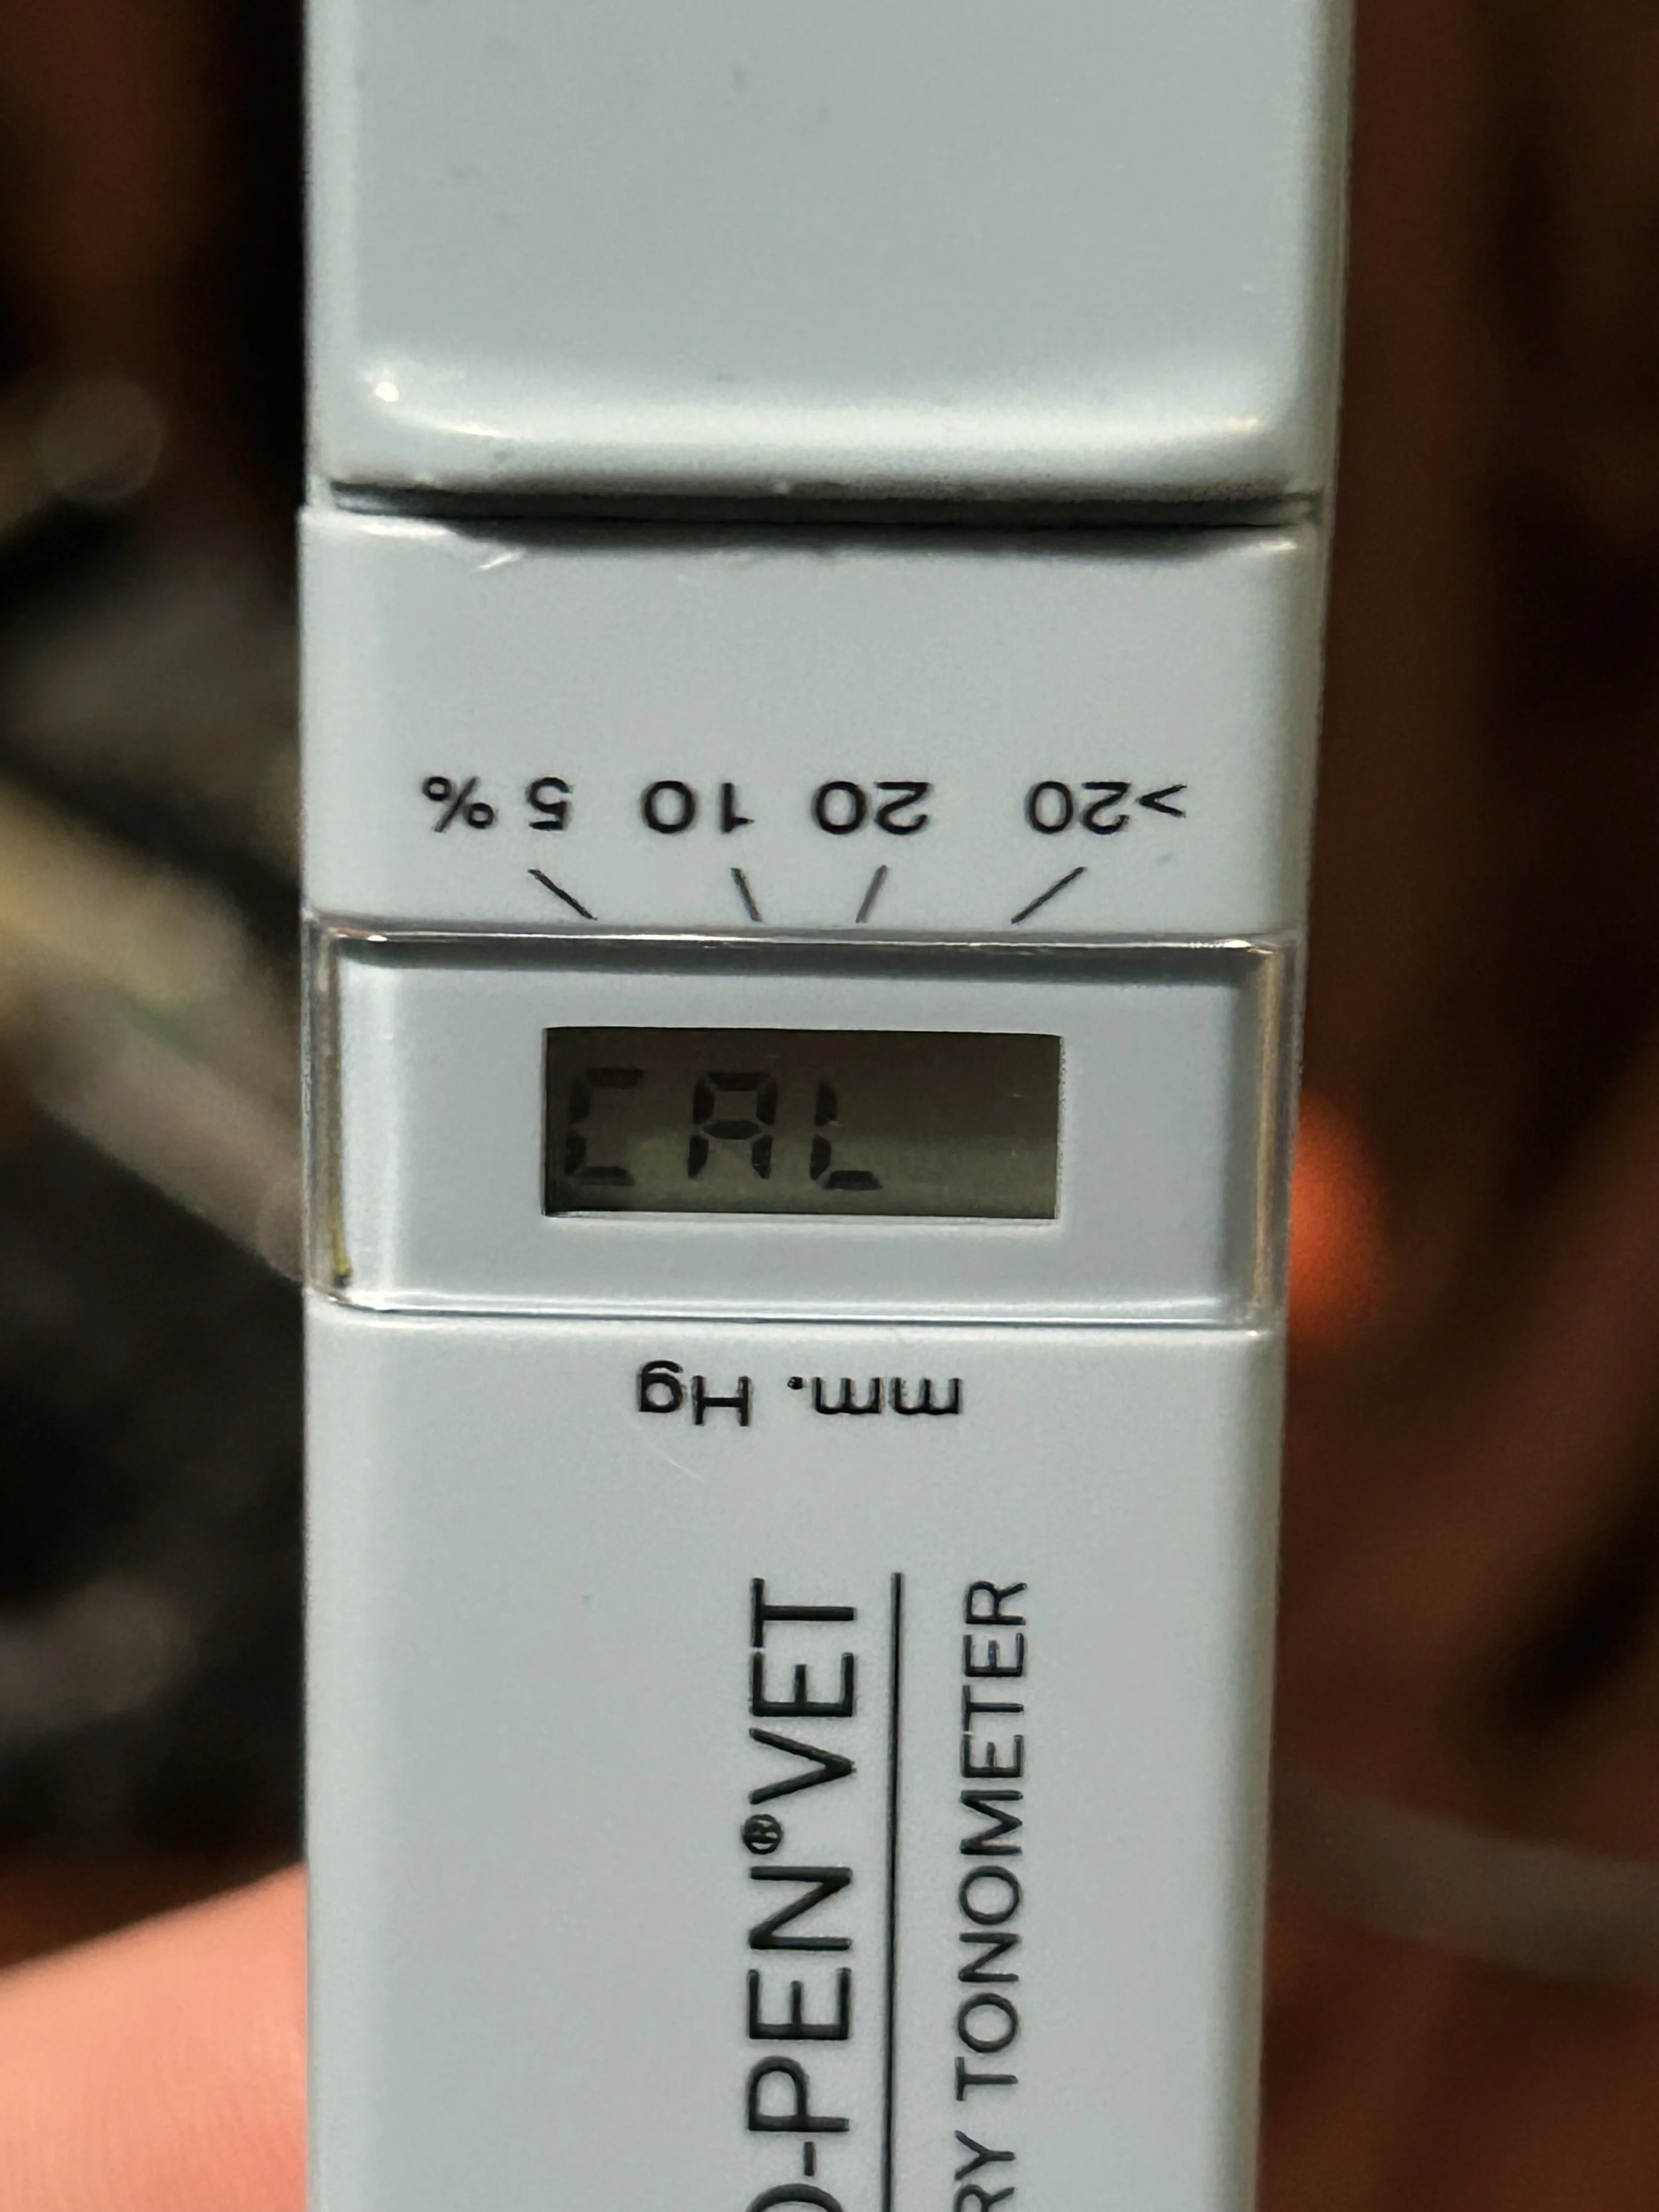 5 % 10 20 >20
CAL
mm. Hg
O-PEN®VET
RY TONOMETER